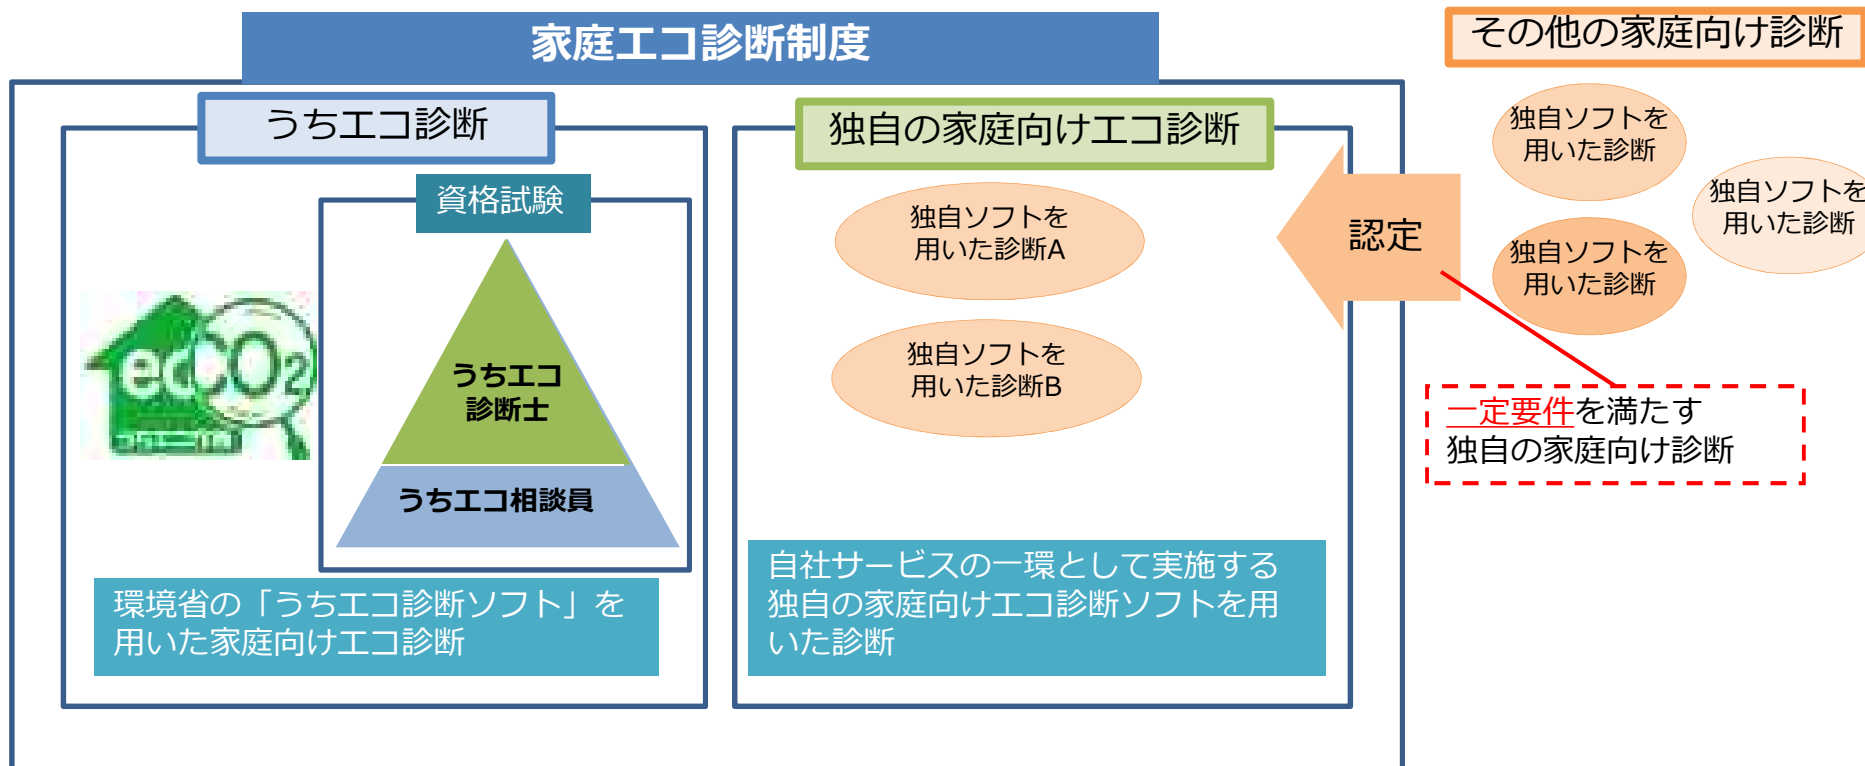 家庭エコ診断制度
その他の家庭向け診断
うちエコ診断
資格試験
ecCO2
うちエコ
診断士
うちエコ相談員
環境省の「うちエコ診断ソフト」を
用いた家庭向けエコ診断
独自の家庭向けエコ診断
独自ソフトを
用いた診断A
独自ソフトを
用いた診断B
自社サービスの一環として実施する
独自の家庭向けエコ診断ソフトを用
いた診断
認定
独自ソフトを
用いた診断
独自ソフトを
用いた診断
独自ソフトを
用いた診断
一定要件を満たす
独自の家庭向け診断